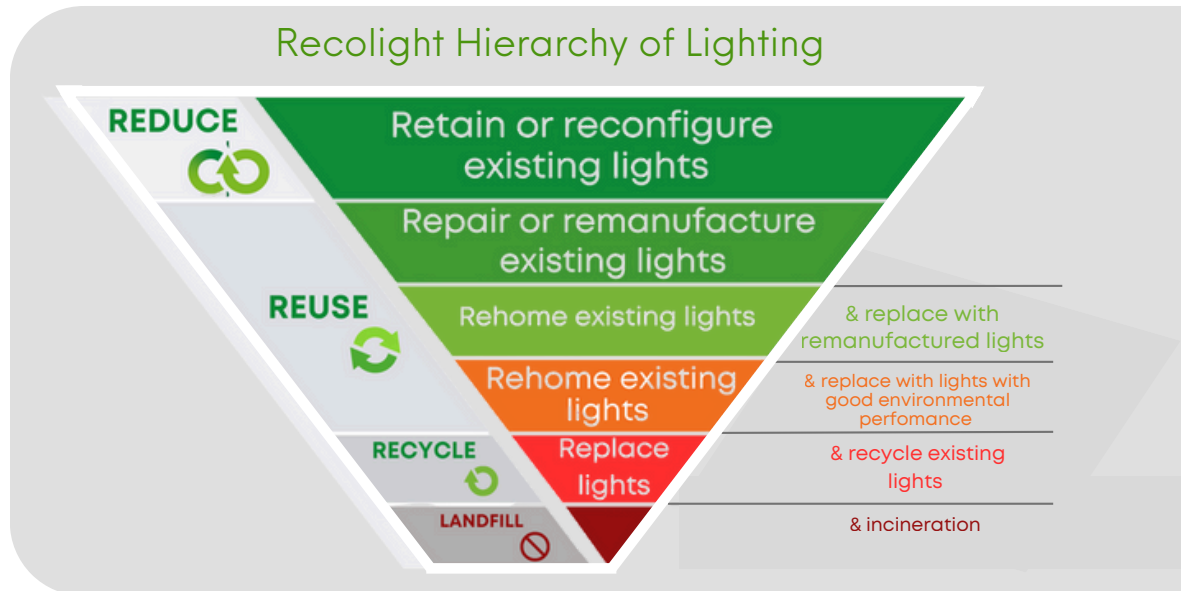 Recolight Hierarchy of Lighting
REDUCE
Retain or reconfigure
existing lights
Repair or remanufacture
existing lights
REUSE
Rehome existing lights
& replace with
remanufactured lights
Rehome existing
lights
& replace with lights with
good environmental
perfomance
RECYCLE
Replace
lights
& recycle existing
lights
LANDFILL
& incineration